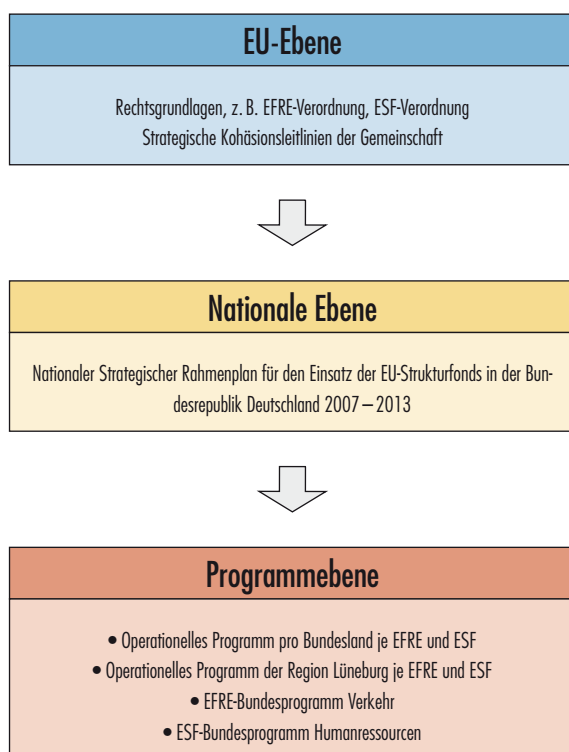 EU-Ebene
Rechtsgrundlagen, z. B. EFRE-Verordnung, ESF-Verordnung
Strategische Kohäsionsleitlinien der Gemeinschaft
Nationale Ebene
Nationaler Strategischer Rahmenplan für den Einsatz der EU-Strukturfonds in der Bun-
desrepublik Deutschland 2007 – 2013
Programmebene
• Operationelles Programm pro Bundesland je EFRE und ESF
• Operationelles Programm der Region Lüneburg je EFRE und ESF
• EFRE-Bundesprogramm Verkehr
• ESF-Bundesprogramm Humanressourcen